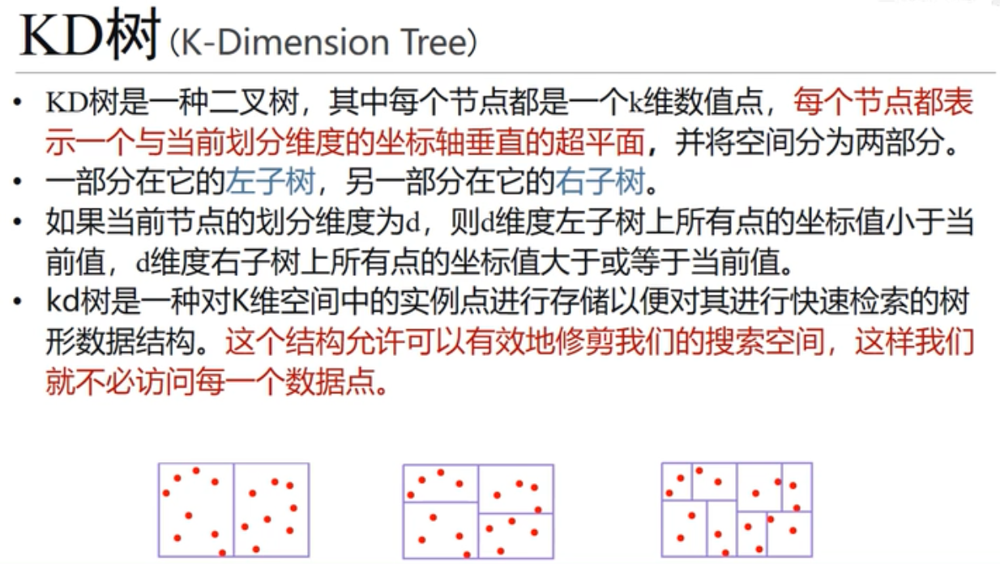 KD树(K-Dimension Tree)
• KD树是一种二叉树，其中每个节点都是一个k维数值点，每个节点都表
示一个与当前划分维度的坐标轴垂直的超平面，并将空间分为两部分。
• 一部分在它的左子树，另一部分在它的右子树。
• 如果当前节点的划分维度为d，则d维度左子树上所有点的坐标值小于当
前值，d维度右子树上所有点的坐标值大于或等于当前值。
• kd树是一种对K维空间中的实例点进行存储以便对其进行快速检索的树
形数据结构。这个结构允许可以有效地修剪我们的搜索空间，这样我们
就不必访问每一个数据点。